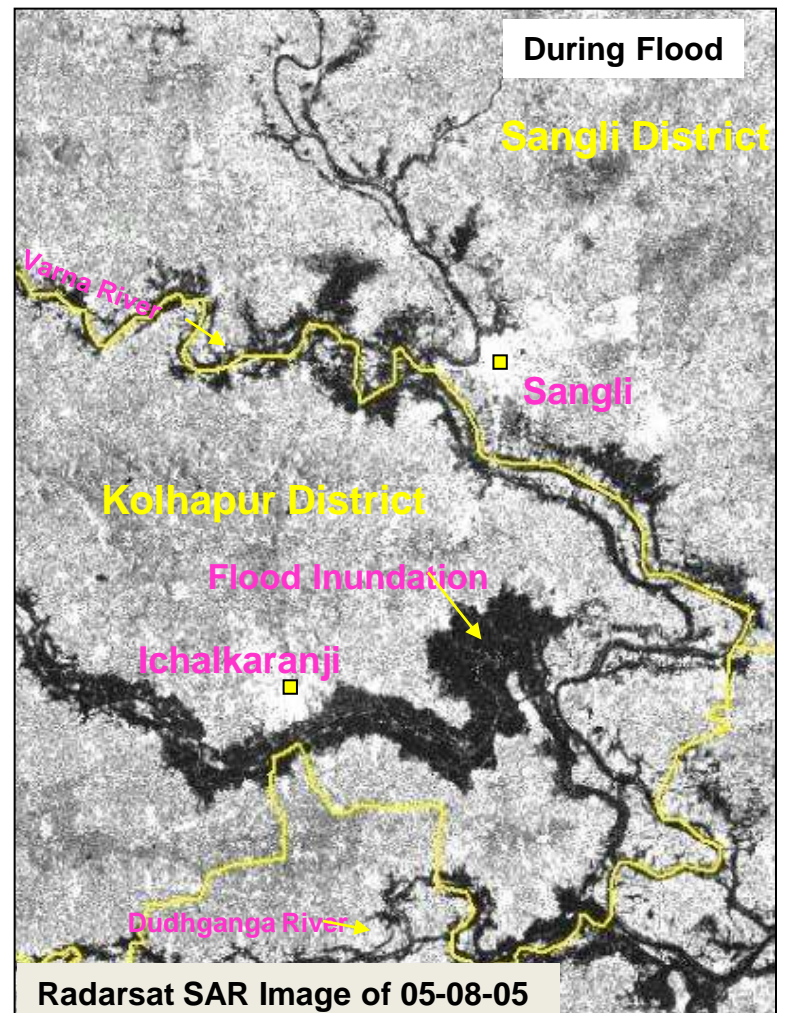 During Flood
Sangli District
Varna River
Sangli
Kolhapur District
Flood Inundation
Ichalkaranji
Dudhganga River
Radarsat SAR Image of 05-08-05